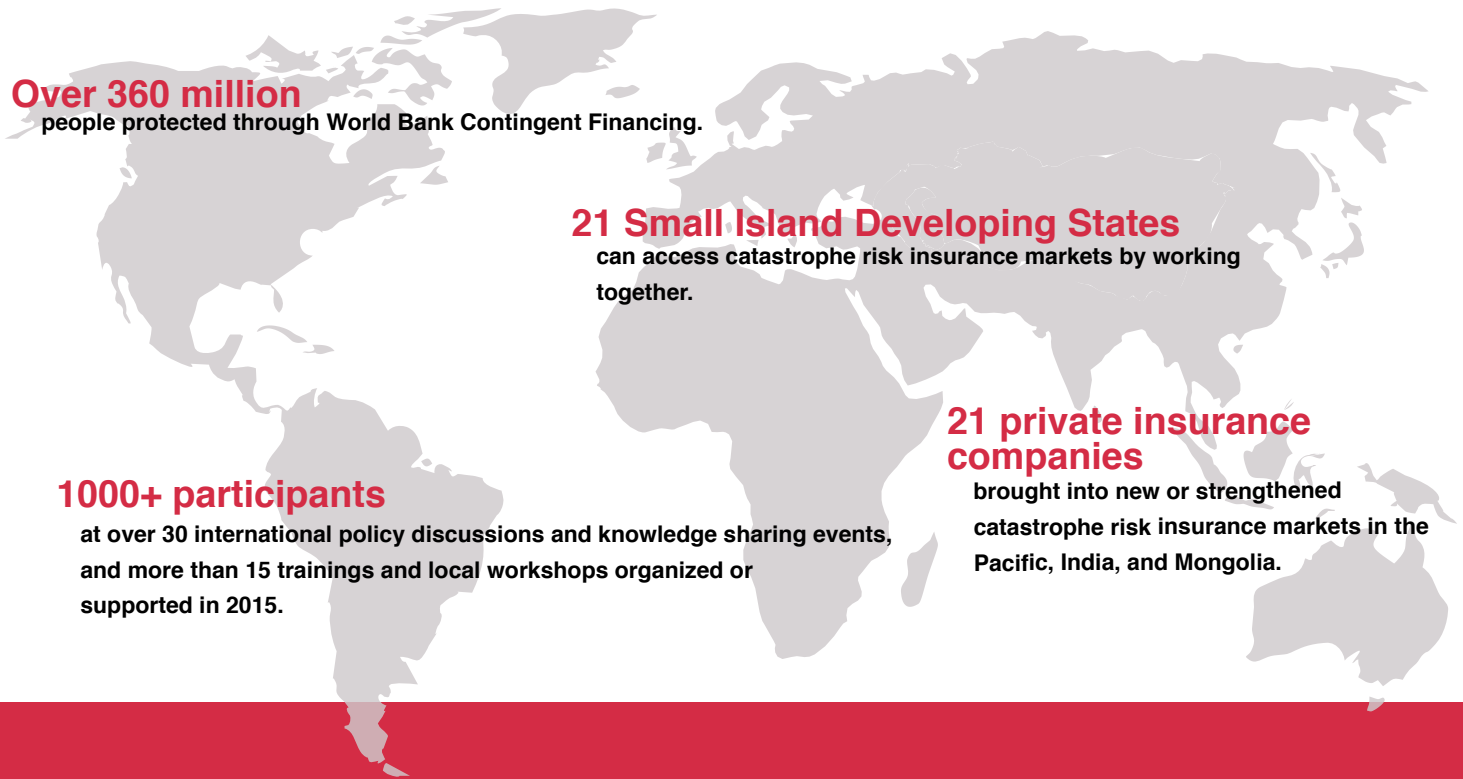 Over 360 million
people protected through World Bank Contingent Financing.
21 Small Island Developing States
can access catastrophe risk insurance markets by working
together.
21 private insurance
companies
brought into new or strengthened
catastrophe risk insurance markets in the
Pacific, India, and Mongolia.
1000+ participants
at over 30 international policy discussions and knowledge sharing events,
and more than 15 trainings and local workshops organized or
supported in 2015.